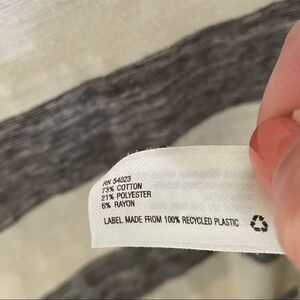 RN 54023
73% COTTON
21% POLYESTER
6% RAYON
LABEL MADE FROM 100% RECYCLED PLASTIC